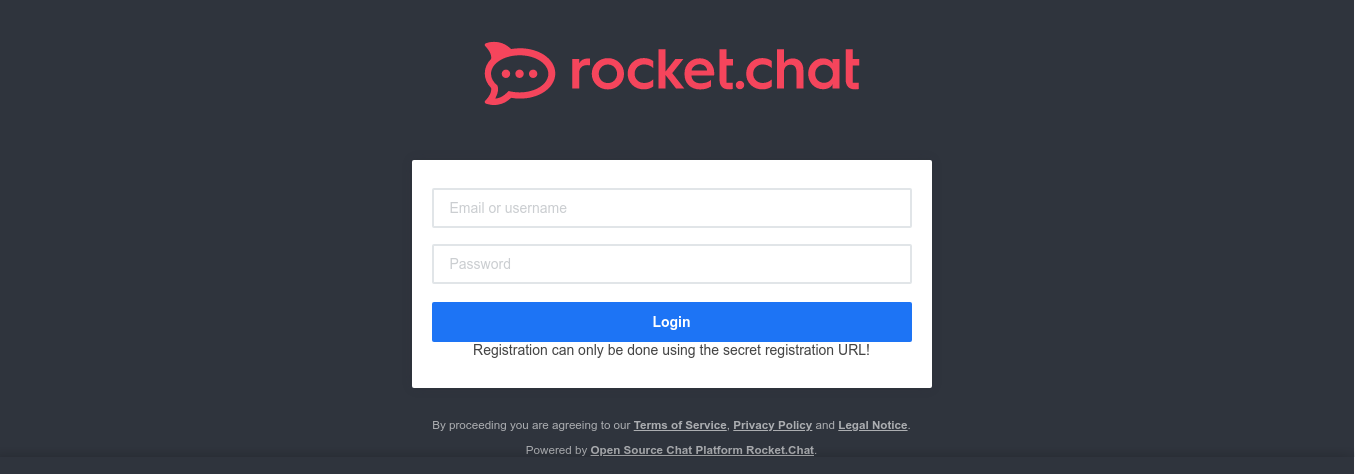 rocket.chat
Email or username
Password
Login
Registration can only be done using the secret registration URL!
By proceeding you are agreeing to our Terms of Service, Privacy Policy and Legal Notice.
Powered by Open Source Chat Platform Rocket.Chat.